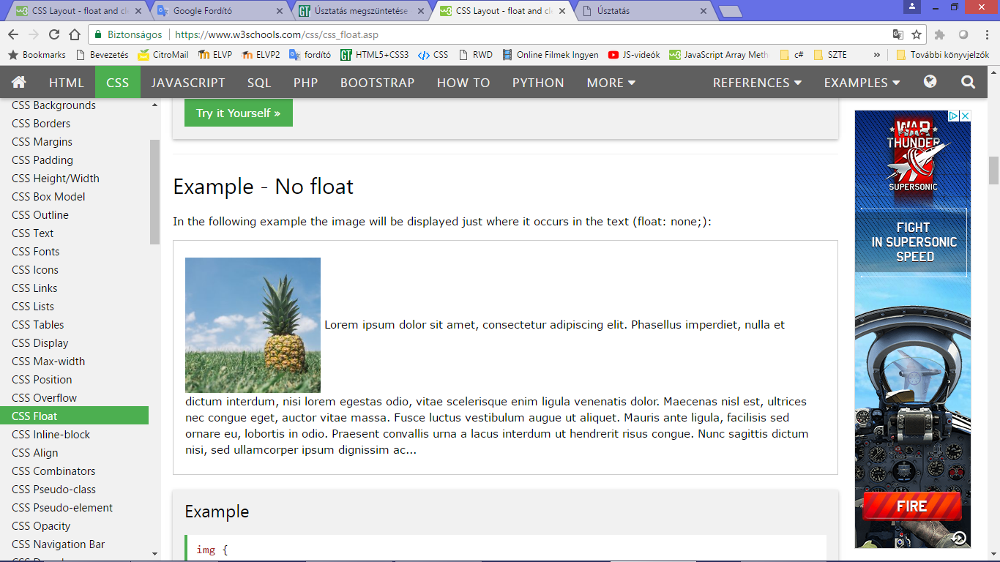 CSS Layout - float and cl
Google Fordító
Úsztatás megszüntetése
CSS Layout - float and cl
Úsztatás
Biztonságos
https://www.w3schools.com/css/css_float.asp
Bookmarks Bevezetés CitroMail ELVP ELVP2 fordító HTML5+CSS3 CSS RWD Online Filmek Ingyen JS-videók JavaScript Array Meth c# SZTE » További könyvjelzők
HTML CSS JAVASCRIPT SQL PHP BOOTSTRAP HOW TO PYTHON MORE REFERENCES EXAMPLES
CSS Backgrounds
CSS Borders
CSS Margins
CSS Padding
CSS Height/Width
CSS Box Model
CSS Outline
CSS Text
CSS Fonts
CSS Icons
CSS Links
CSS Lists
CSS Tables
CSS Display
CSS Max-width
CSS Position
CSS Overflow
CSS Float
CSS Inline-block
CSS Align
CSS Combinators
CSS Pseudo-class
CSS Pseudo-element
CSS Opacity
CSS Navigation Bar
Try it Yourself »
Example - No float
In the following example the image will be displayed just where it occurs in the text (float: none;):
Lorem ipsum dolor sit amet, consectetur adipiscing elit. Phasellus imperdiet, nulla et
dictum interdum, nisi lorem egestas odio, vitae scelerisque enim ligula venenatis dolor. Maecenas nisl est, ultrices
nec congue eget, auctor vitae massa. Fusce luctus vestibulum augue ut aliquet. Mauris ante ligula, facilisis sed
ornare eu, lobortis in odio. Praesent convallis urna a lacus interdum ut hendrerit risus congue. Nunc sagittis dictum
nisi, sed ullamcorper ipsum dignissim ac...
Example
img {
WAR
THUNDER
SUPERSONIC
FIGHT
IN SUPERSONIC
SPEED
FIRE